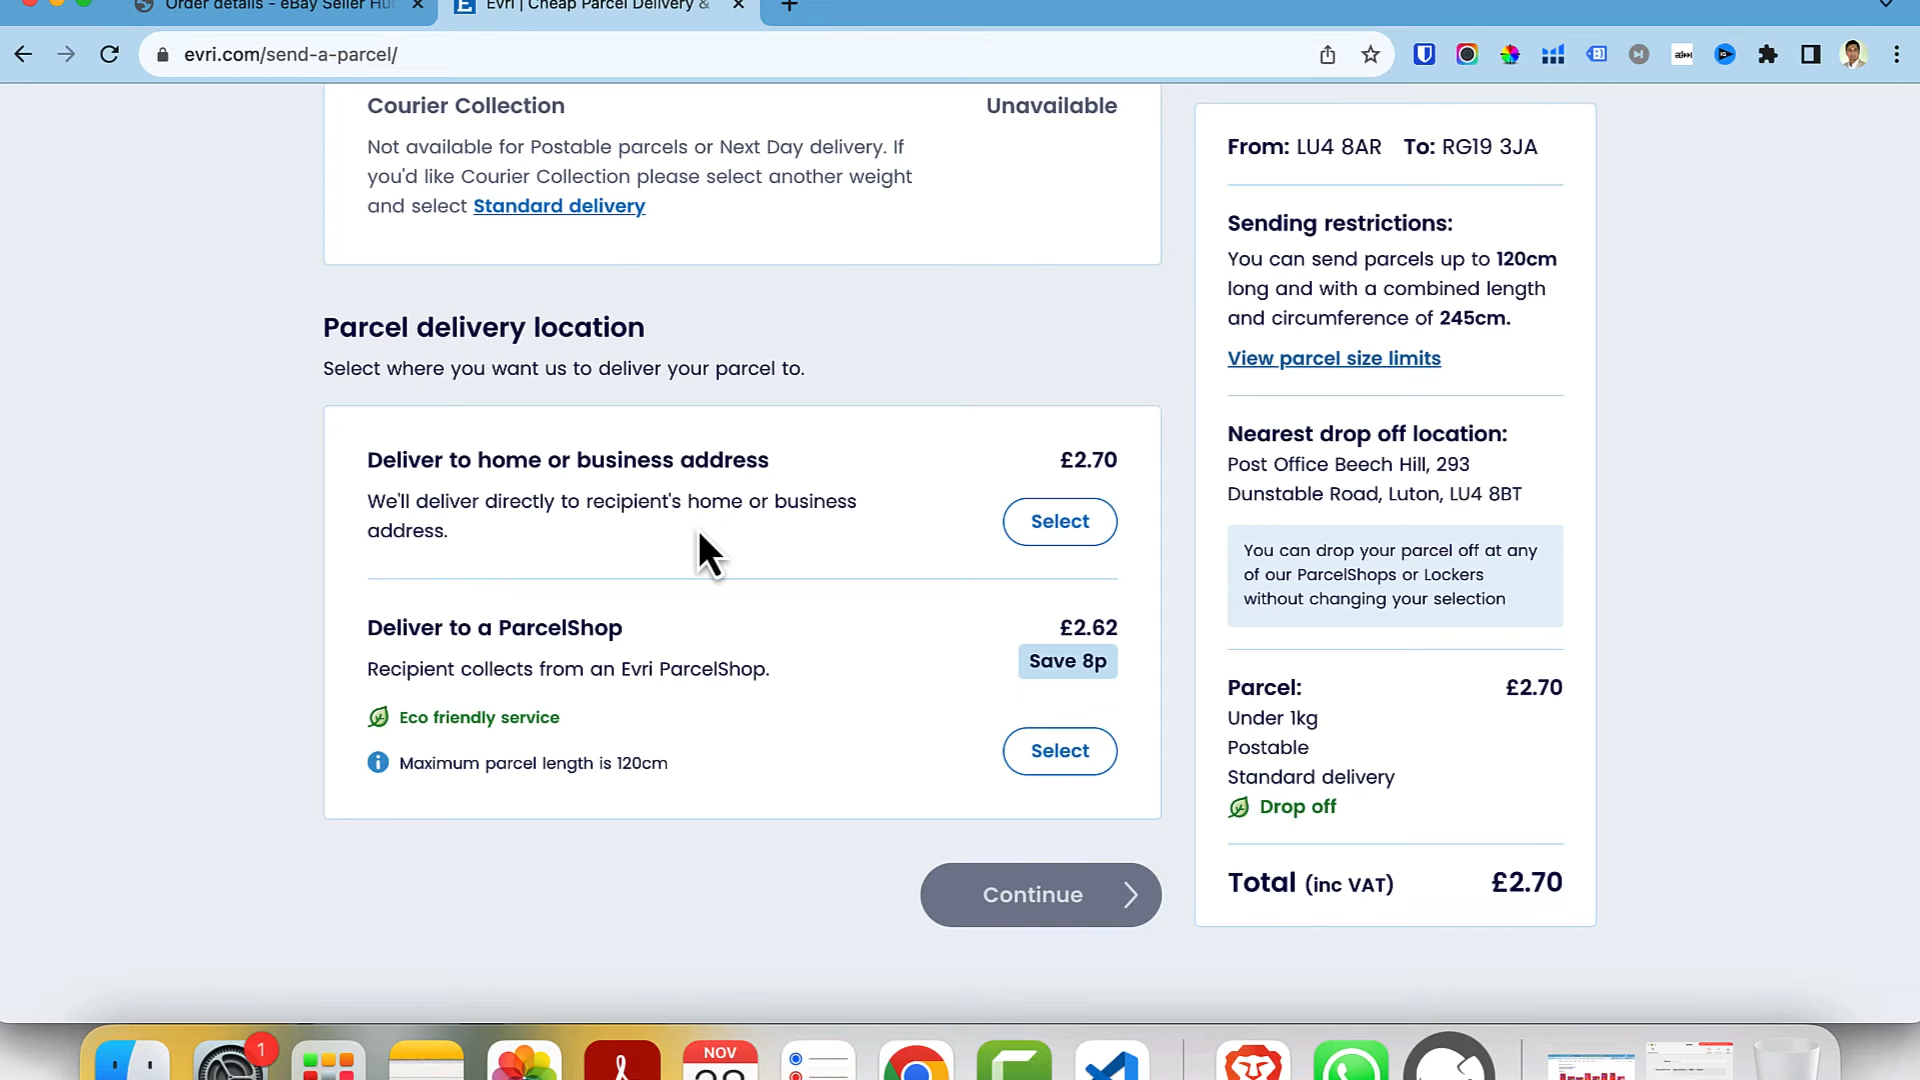 Order details - eBay Seller Hu
Evri | Cheap Parcel Delivery &
evri.com/send-a-parcel/
Courier Collection
Unavailable
Not available for Postable parcels or Next Day delivery. If
you'd like Courier Collection please select another weight
and select Standard delivery
Parcel delivery location
Select where you want us to deliver your parcel to.
Deliver to home or business address
£2.70
We'll deliver directly to recipient's home or business
address.
Select
Deliver to a ParcelShop
£2.62
Save 8p
Recipient collects from an Evri ParcelShop.
Eco friendly service
Maximum parcel length is 120cm
Select
Continue
From: LU4 8AR To: RG19 3JA
Sending restrictions:
You can send parcels up to 120cm
long and with a combined length
and circumference of 245cm.
View parcel size limits
Nearest drop off location:
Post Office Beech Hill, 293
Dunstable Road, Luton, LU4 8BT
You can drop your parcel off at any
of our ParcelShops or Lockers
without changing your selection
Parcel:
£2.70
Under 1kg
Postable
Standard delivery
Drop off
Total (inc VAT)
£2.70
1
NOV